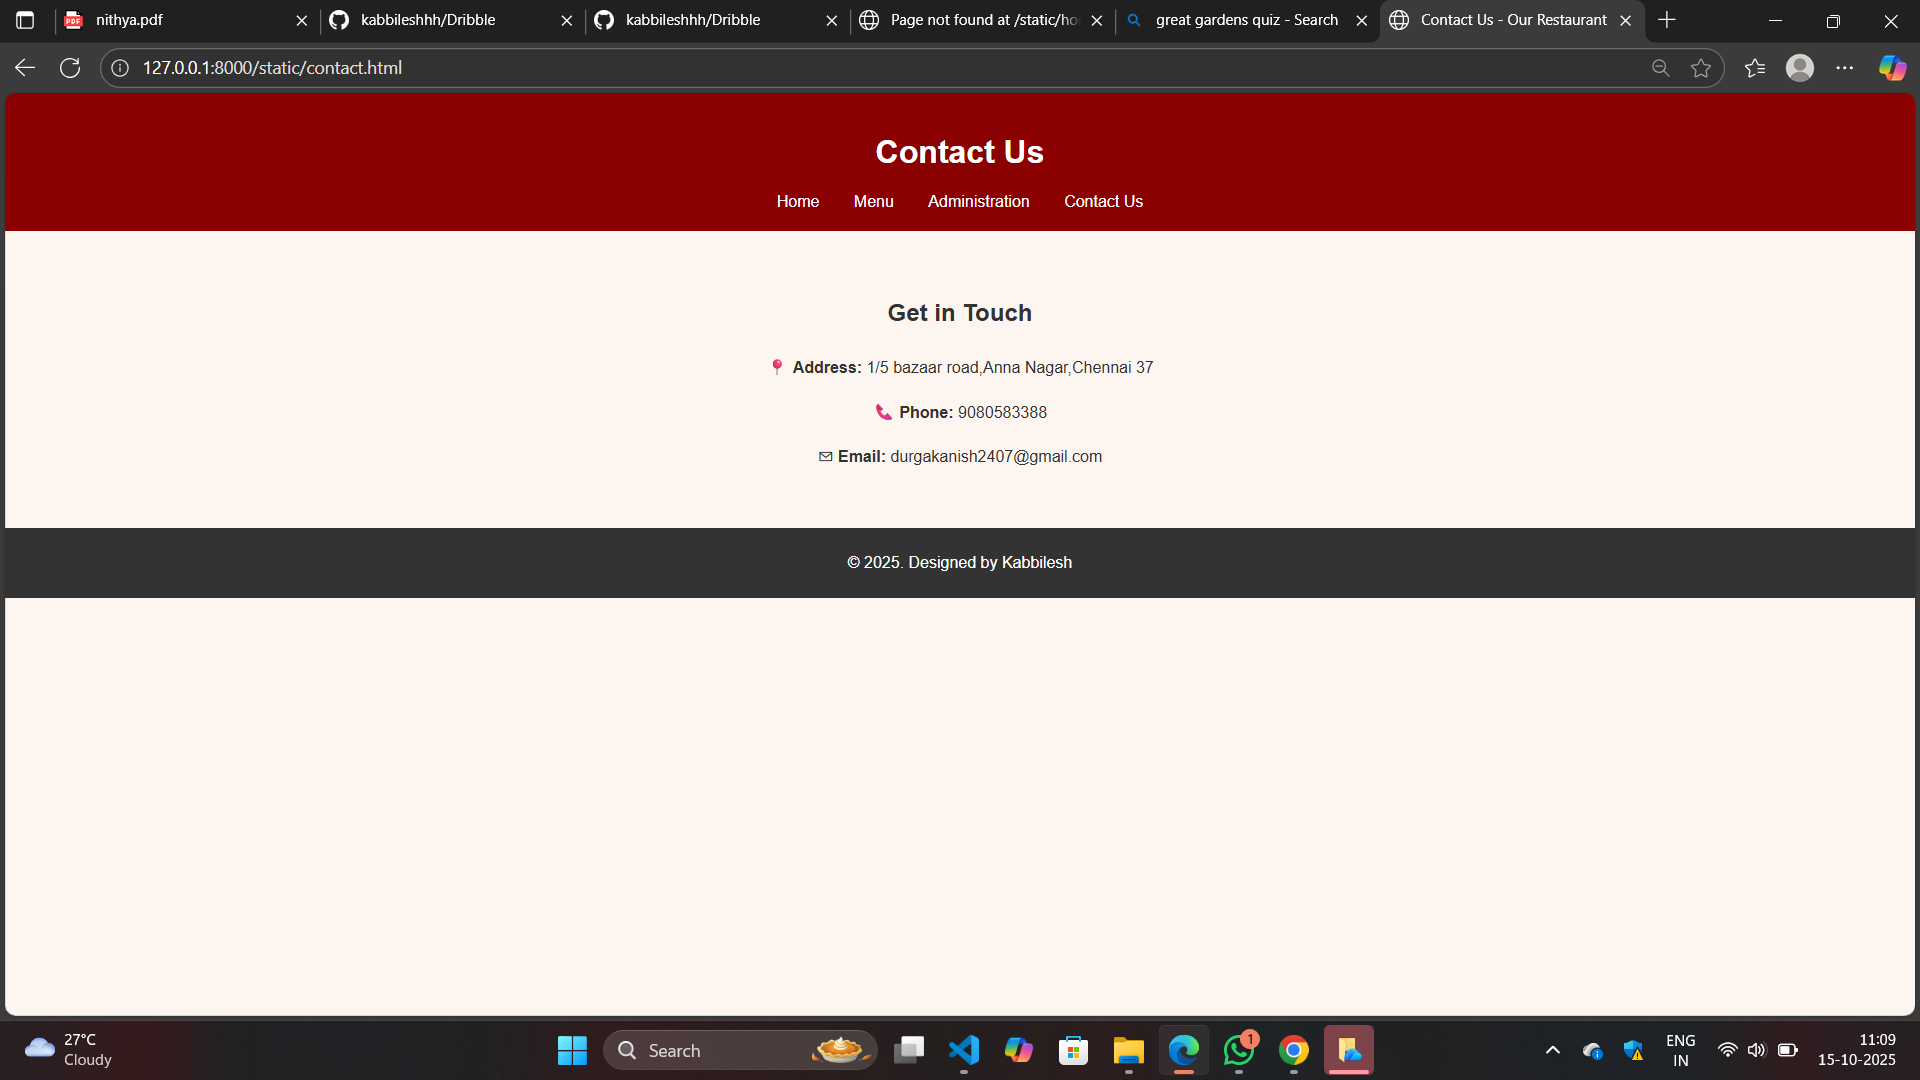 nithya.pdf
kabbileshhh/Dribble
kabbileshhh/Dribble
Page not found at /static/ho
great gardens quiz - Search
Contact Us - Our Restaurant
127.0.0.1:8000/static/contact.html
Contact Us
Home Menu Administration Contact Us
Get in Touch
Address: 1/5 bazaar road,Anna Nagar,Chennai 37
Phone: 9080583388
Email: durgakanish2407@gmail.com
© 2025. Designed by Kabbilesh
27°C
Cloudy
Search
1
ENG
IN
11:09
15-10-2025